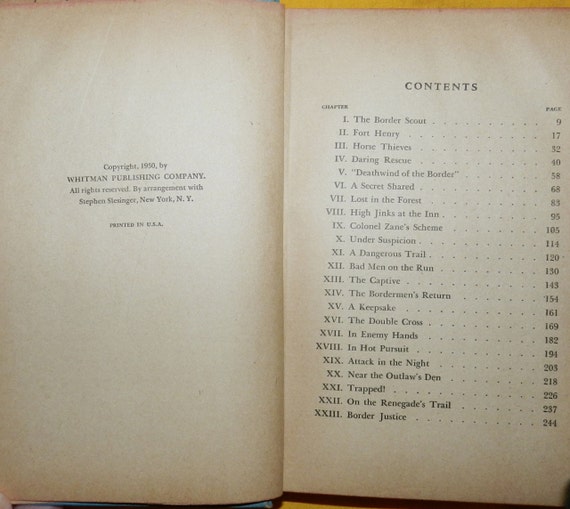 Copyright, 1950, by
WHITMAN PUBLISHING COMPANY.
All rights reserved. By arrangement with
Stephen Slesinger, New York, N. Y.
PRINTED IN U.S.A.
CONTENTS
CHAPTER PAGE
I. The Border Scout . . . . . . . . . 9
II. Fort Henry . . . . . . . . . 17
III. Horse Thieves . . . . . . . . . 32
IV. Daring Rescue . . . . . . . . . 40
V. "Deathwind of the Border" . . . . . . 58
VI. A Secret Shared . . . . . . . . . 68
VII. Lost in the Forest . . . . . . . . . 83
VIII. High Jinks at the Inn . . . . . . . . 95
IX. Colonel Zane's Scheme . . . . . . . 105
X. Under Suspicion . . . . . . . . . 114
XI. A Dangerous Trail . . . . . . . . 120
XII. Bad Men on the Run . . . . . . . 130
XIII. The Captive . . . . . . . . . 143
XIV. The Bordermen's Return . . . . . . . 154
XV. A Keepsake . . . . . . . . . 161
XVI. The Double Cross . . . . . . . . . 169
XVII. In Enemy Hands . . . . . . . . . 182
XVIII. In Hot Pursuit . . . . . . . . . 194
XIX. Attack in the Night . . . . . . . . 203
XX. Near the Outlaw's Den . . . . . . . 218
XXI. Trapped! . . . . . . . . . 226
XXII. On the Renegade's Trail . . . . . . . 237
XXIII. Border Justice . . . . . . . . . 244